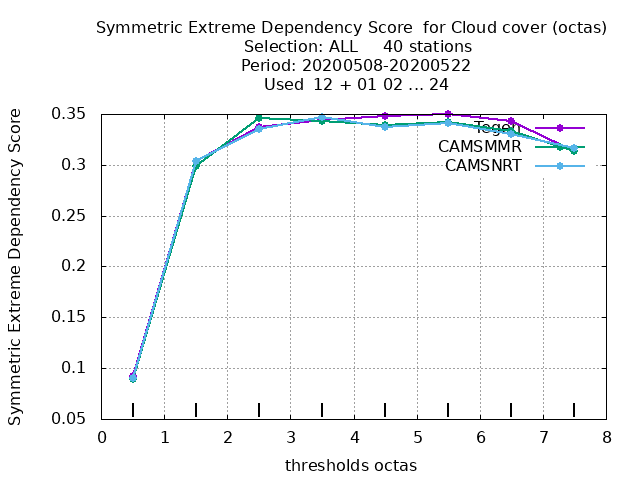 Symmetric Extreme Dependency Score for Cloud cover (octas)
Selection: ALL 40 stations
Period: 20200508-20200522
Used 12 + 01 02 ... 24
Symmetric Extreme Dependency Score
0.35
0.3
0.25
0.2
0.15
0.1
0.05
Tegen
CAMSMMR
CAMSNRT
0 1 2 3 4 5 6 7 8
thresholds octas